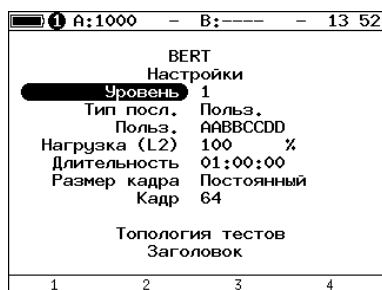 1 A:1000 - B:---- - 13 52
BERT
Настройки
Уровень 1
Тип посл. Польз.
Польз. AABBCCDD
Нагрузка (L2) 100 %
Длительность 01:00:00
Размер кадра Постоянный
Кадр 64
Топология тестов
Заголовок
1 2 3 4